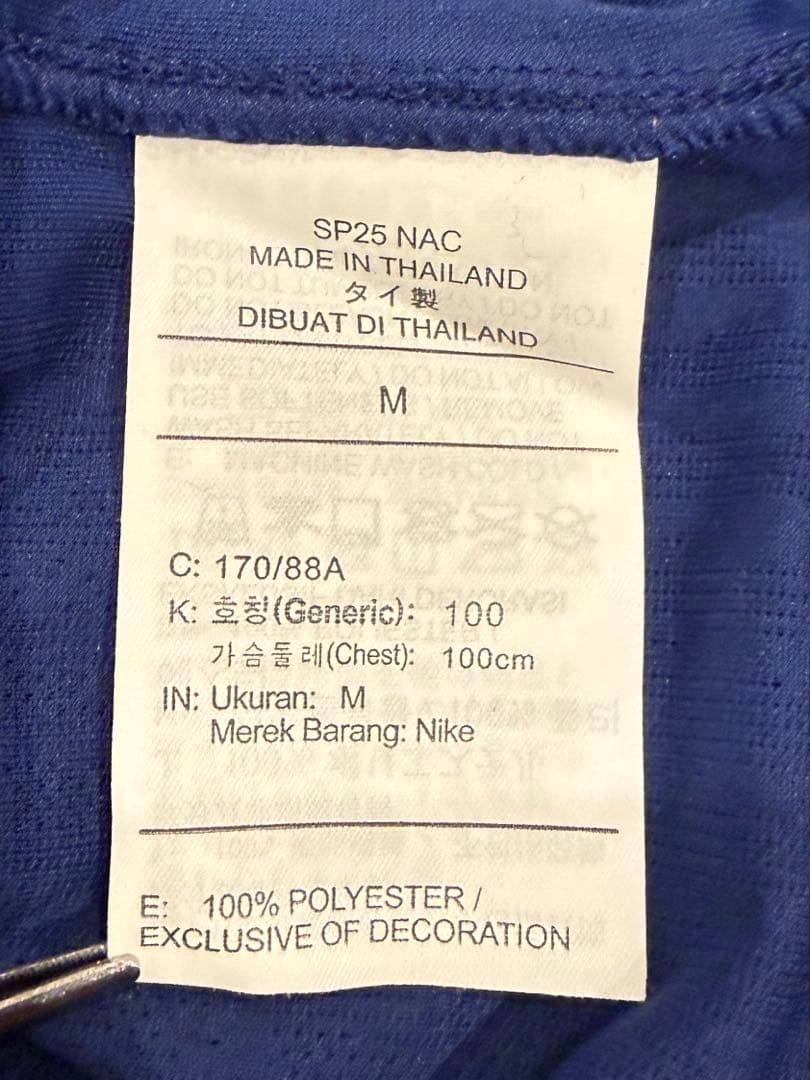 SP25 NAC
MADE IN THAILAND
タイ製
DIBUAT DI THAILAND
M
C: 170/88A
K: 호칭(Generic): 100
가슴둘레(Chest): 100cm
IN: Ukuran: M
Merek Barang: Nike
E: 100% POLYESTER /
EXCLUSIVE OF DECORATION